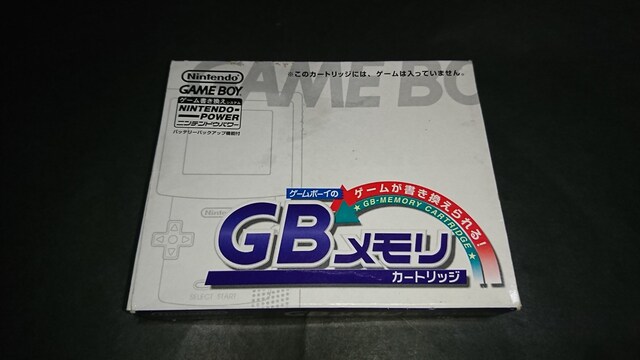 Nintendo
GAME BOY
ゲーム書き換えシステム
NINTENDO
POWER
ニンテンドウパワー
バッテリーバックアップ機能付
GAME BO
※このカートリッジには、ゲームは入っていません。
ゲームボーイの
ゲームが書き換えられる!
★ GB-MEMORY CARTRIDGE ★
GBメモリ
カートリッジ
Nintendo
SELECT START